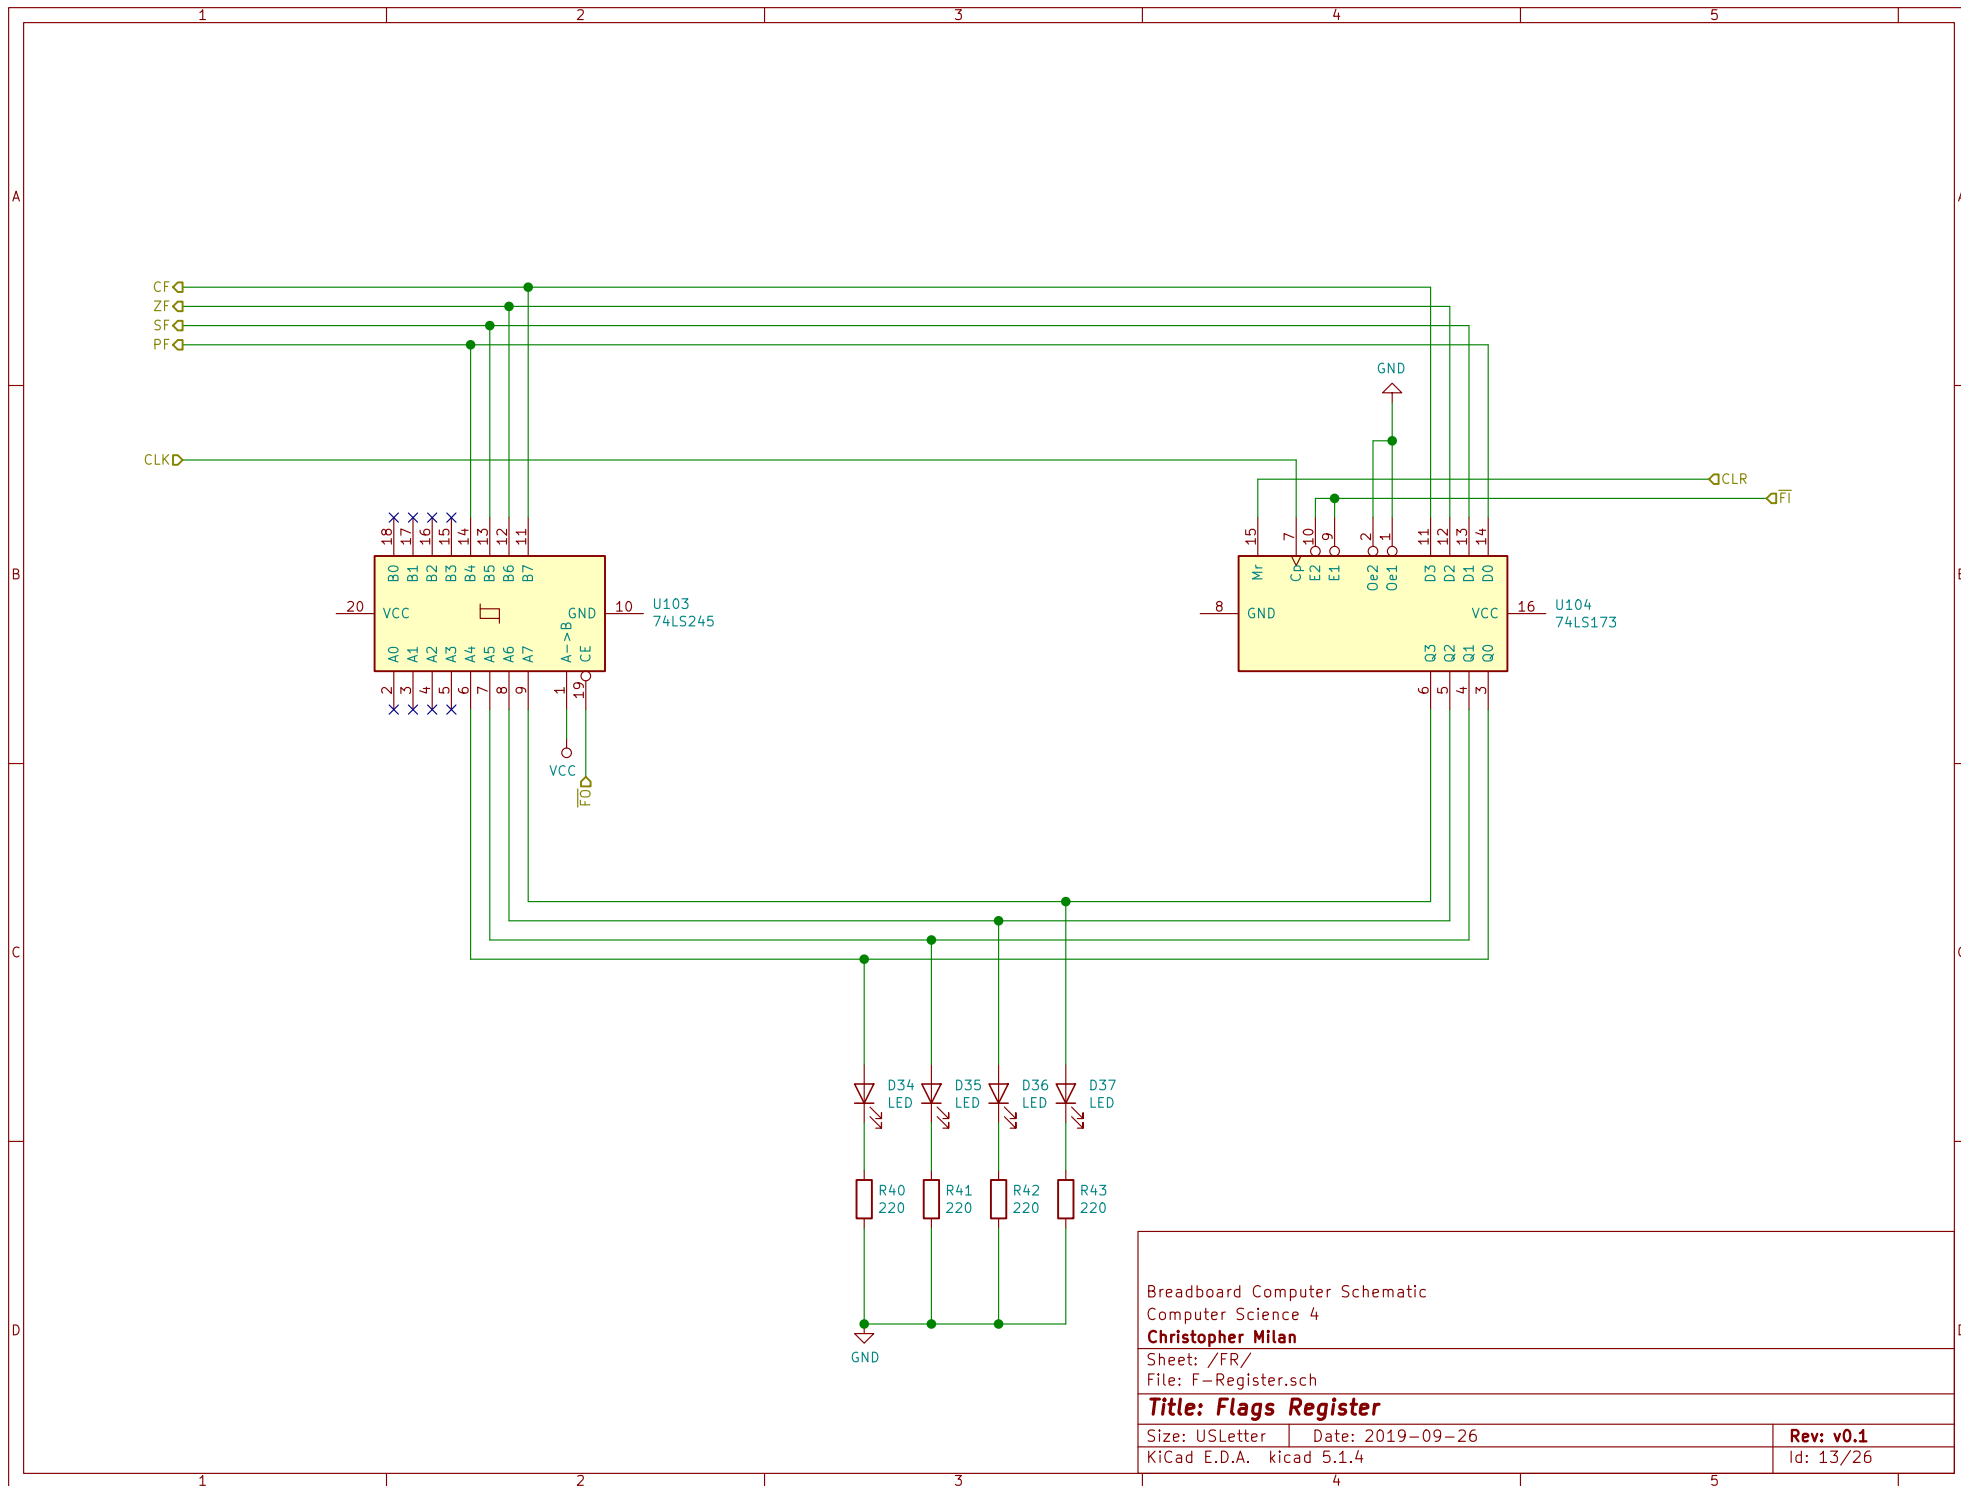 1 2 3 4 5
A
CF
ZF
SF
PF
GND
CLK
CLR
FI
B
18 17 16 15 14 13 12 11
15 7 10 9 2 1 11 12 13 14
B0 B1 B2 B3 B4 B5 B6 B7
Mr Cp E2 E1 Oe2 Oe1 D3 D2 D1 D0
20 VCC GND 10
U103
74LS245
8 GND VCC 16
U104
74LS173
A0 A1 A2 A3 A4 A5 A6 A7 A->B CE
Q3 Q2 Q1 Q0
2 3 4 5 6 7 8 9 1 19
6 5 4 3
VCC
FO
C
D34
LED
D35
LED
D36
LED
D37
LED
R40
220
R41
220
R42
220
R43
220
GND
D
Breadboard Computer Schematic
Computer Science 4
Christopher Milan
Sheet: /FR/
File: F-Register.sch
Title: Flags Register
Size: USLetter
Date: 2019-09-26
Rev: v0.1
KiCad E.D.A. kicad 5.1.4
Id: 13/26
1 2 3 4 5